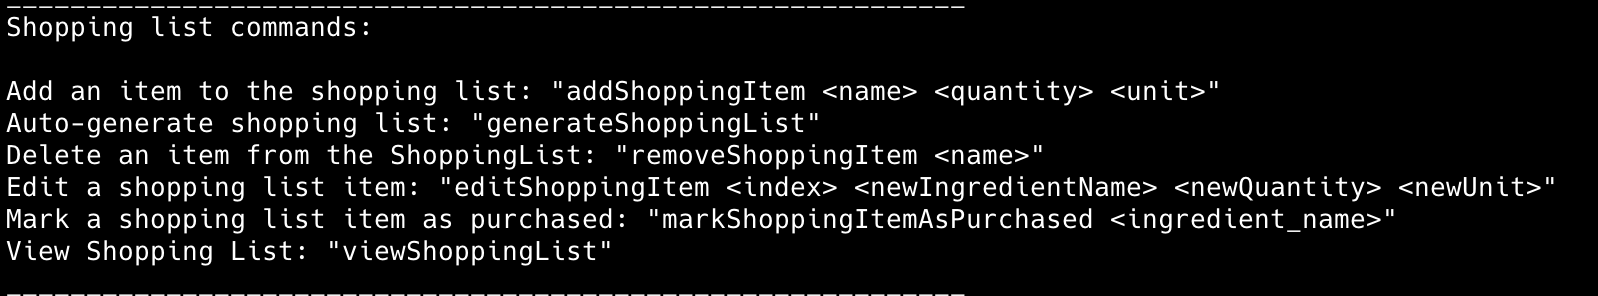 ____________________________________________________________
Shopping list commands:

Add an item to the shopping list: "addShoppingItem <name> <quantity> <unit>"
Auto-generate shopping list: "generateShoppingList"
Delete an item from the ShoppingList: "removeShoppingItem <name>"
Edit a shopping list item: "editShoppingItem <index> <newIngredientName> <newQuantity> <newUnit>"
Mark a shopping list item as purchased: "markShoppingItemAsPurchased <ingredient_name>"
View Shopping List: "viewShoppingList"
____________________________________________________________